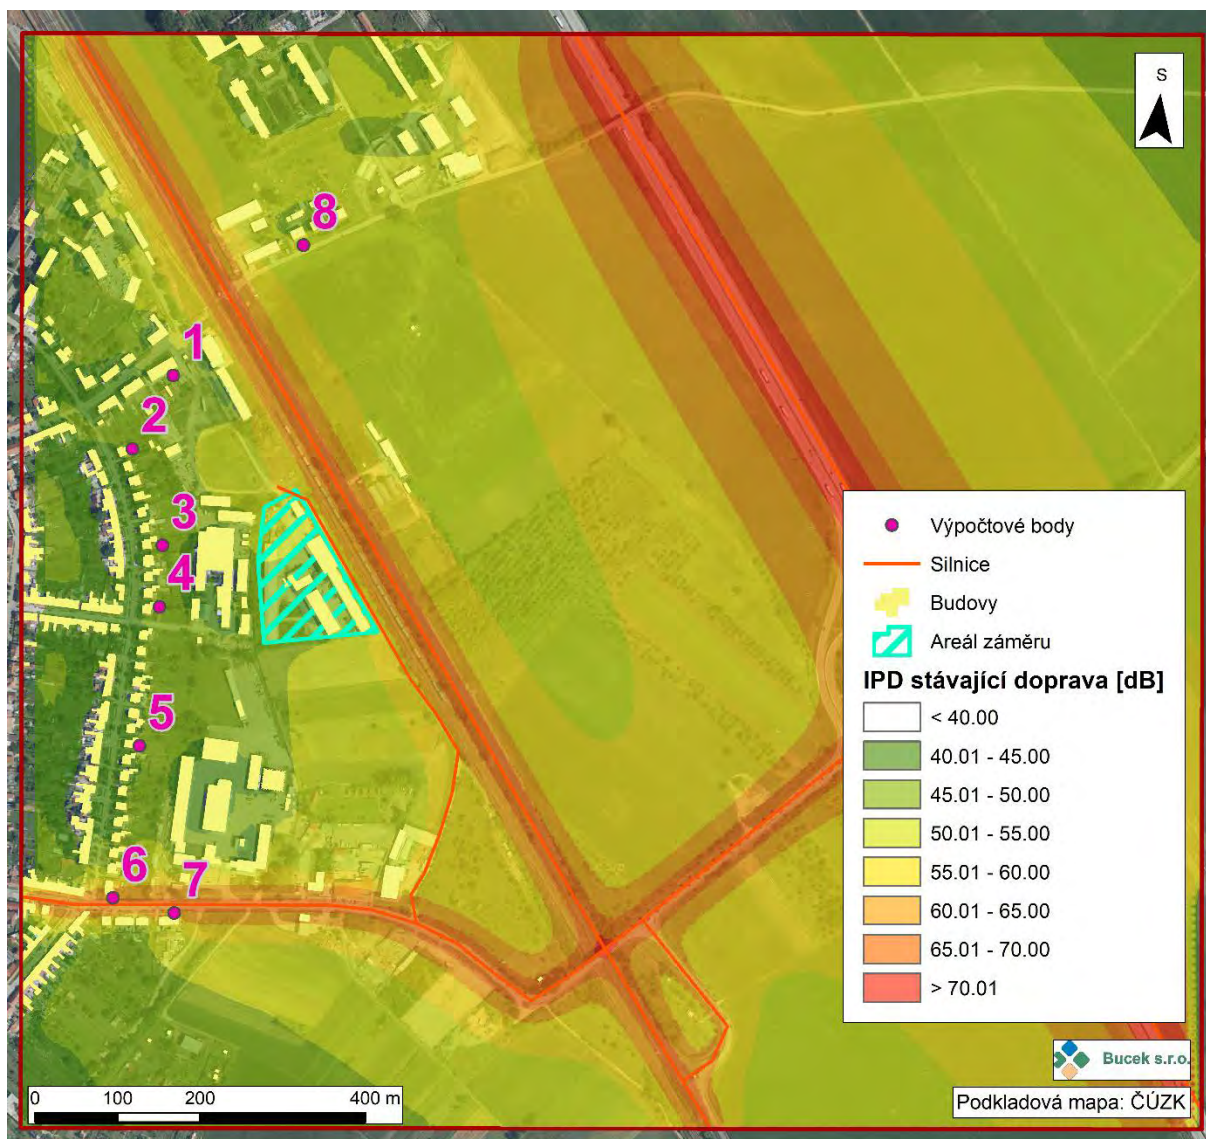 S
8
1
2
3
4
5
6
7
Výpočtové body
Silnice
Budovy
Areál záměru
IPD stávající doprava [dB]
< 40.00
40.01 - 45.00
45.01 - 50.00
50.01 - 55.00
55.01 - 60.00
60.01 - 65.00
65.01 - 70.00
> 70.01
Bucek s.r.o.
0 100 200 400 m
Podkladová mapa: ČÚZK